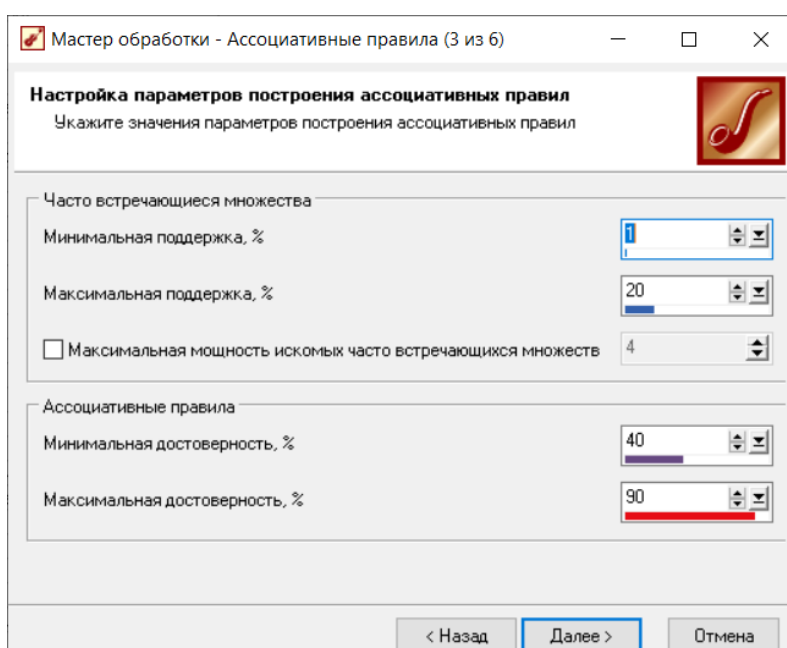 Мастер обработки - Ассоциативные правила (3 из 6)
Настройка параметров построения ассоциативных правил
Укажите значения параметров построения ассоциативных правил
Часто встречающиеся множества
Минимальная поддержка, % 1
Максимальная поддержка, % 20
Максимальная мощность искомых часто встречающихся множеств 4
Ассоциативные правила
Минимальная достоверность, % 40
Максимальная достоверность, % 90
< Назад Далее > Отмена